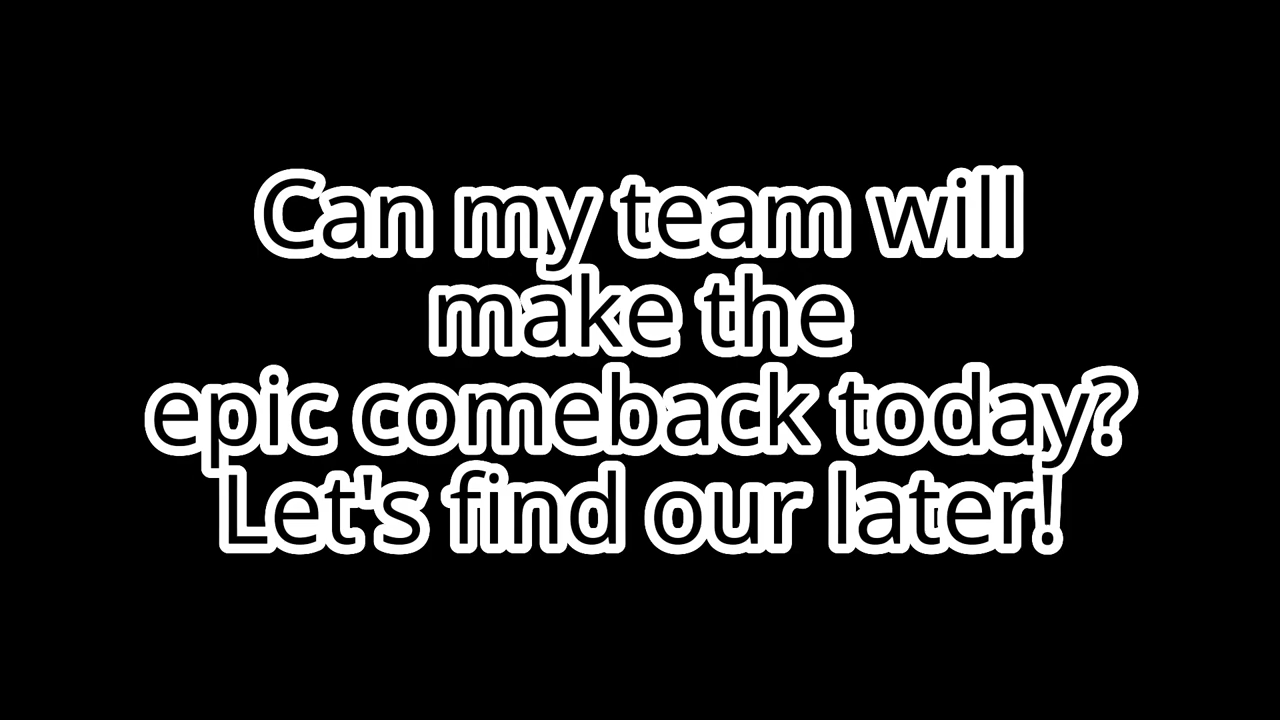 Can my team will
make the
epic comeback today?
Let's find our later!